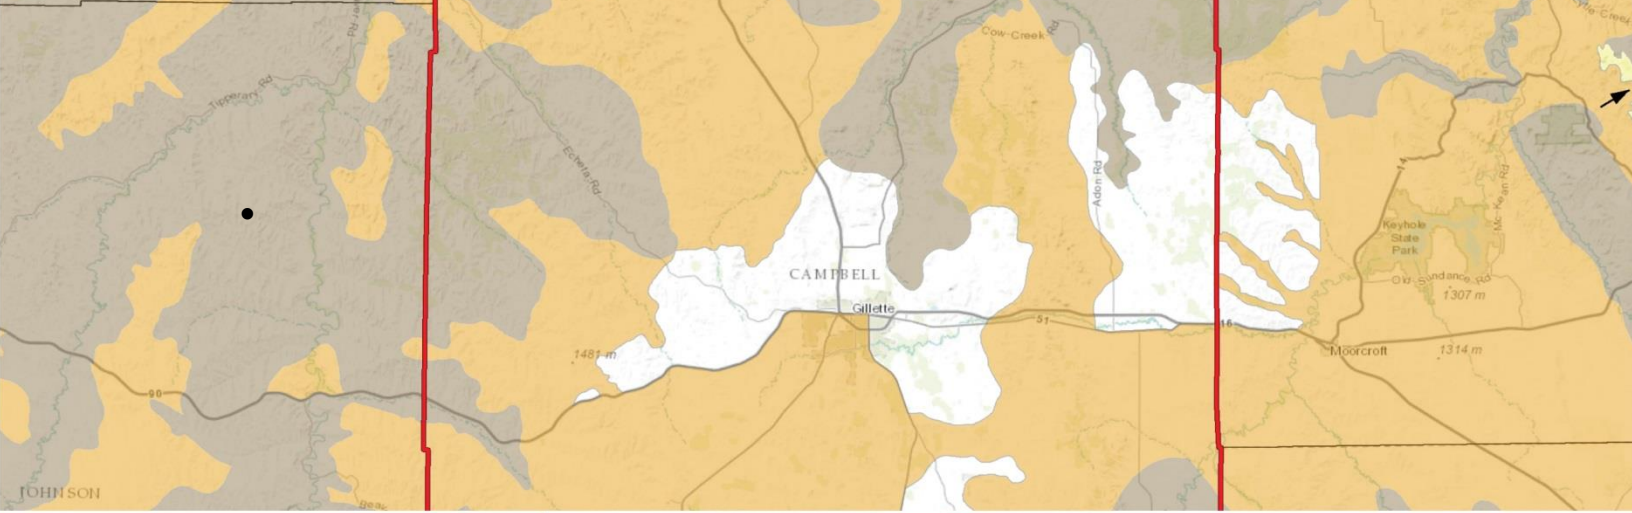 Cow-Creek-Rd
Tipperary Rd
Echeta-Rd
14
Adon Rd
Mc-Kean Rd
Keyhole
State
Park
CAMPBELL
Old-Sundance-Rd
1307 m
Gillette
51
16
1481 m
Moorcroft
1314 m
90
JOHNSON